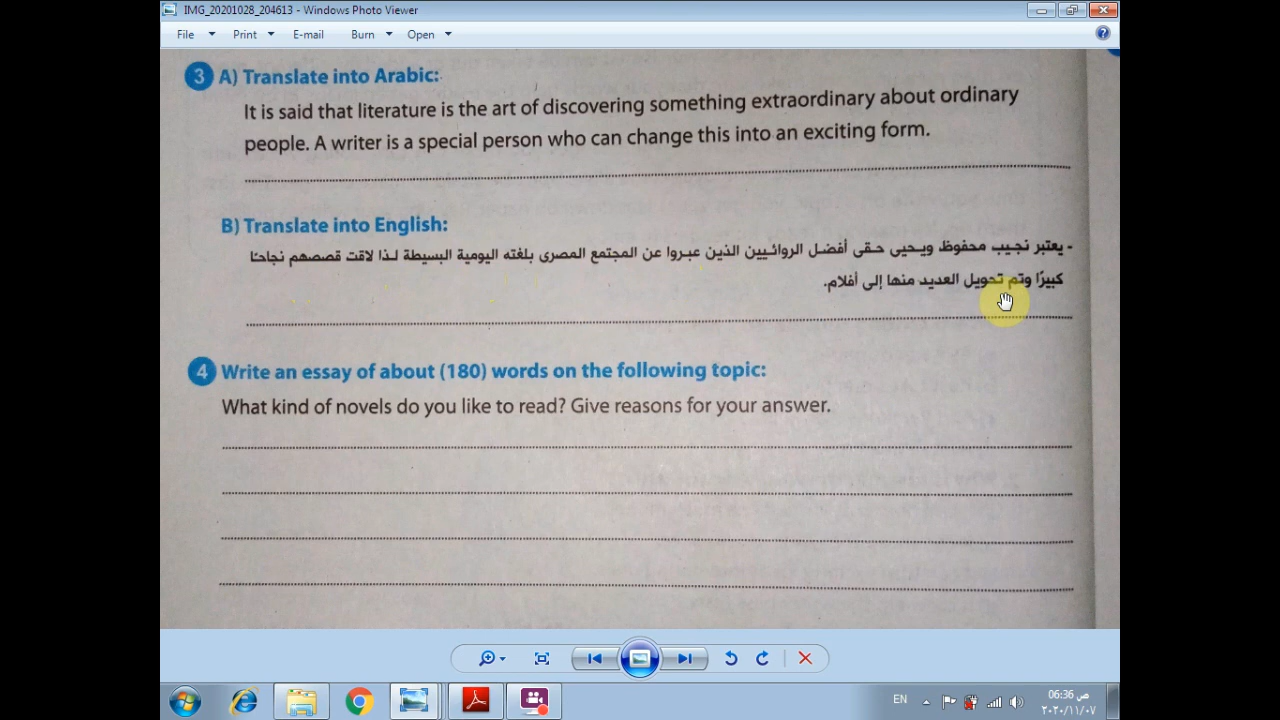 IMG_20201028_204613 - Windows Photo Viewer
File Print E-mail Burn Open
3 A) Translate into Arabic:
It is said that literature is the art of discovering something extraordinary about ordinary
people. A writer is a special person who can change this into an exciting form.
B) Translate into English:
- يعتبر نجيب محفوظ ويحيى حقى أفضل الروائيين الذين عبروا عن المجتمع المصرى بلغته اليومية البسيطة لذا لاقت قصصهم نجاحًا
كبيرًا وتم تحويل العديد منها إلى أفلام.
4 Write an essay of about (180) words on the following topic:
What kind of novels do you like to read? Give reasons for your answer.
EN
06:36 ص
٢٠٢٠/١١/٠٧